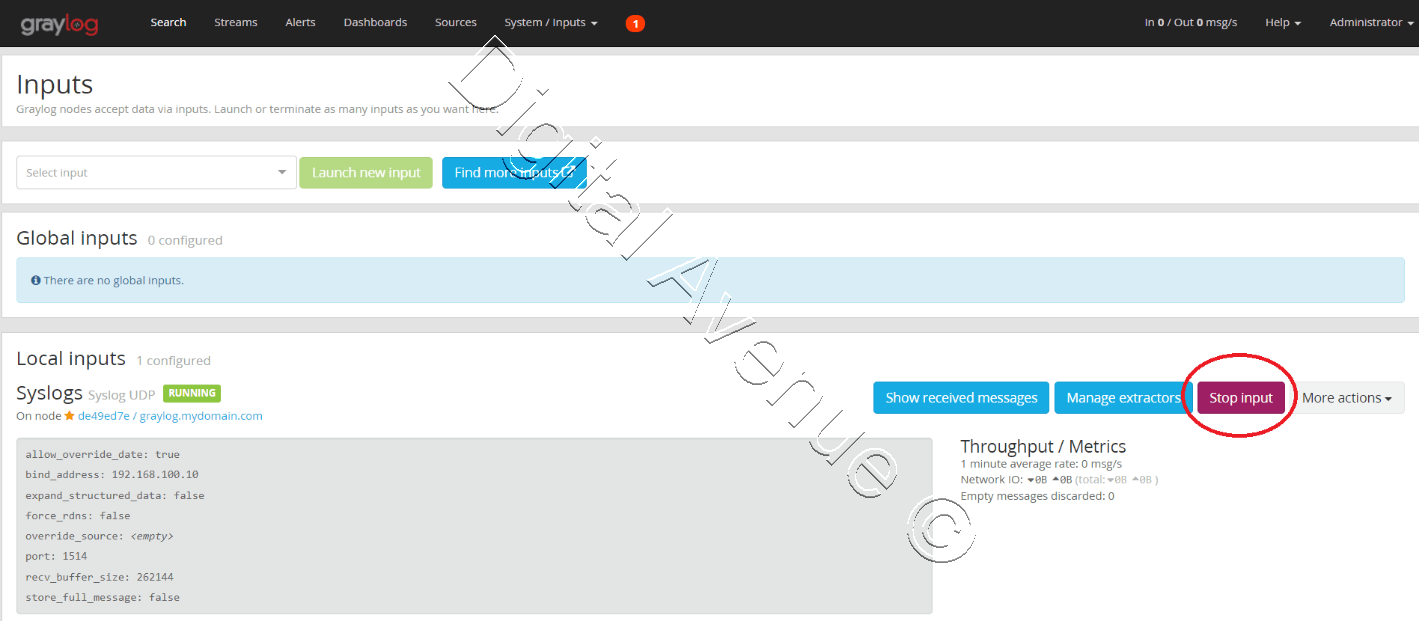 graylog Search Streams Alerts Dashboards Sources System / Inputs 1 In 0 / Out 0 msg/s Help Administrator
Inputs
Graylog nodes accept data via inputs. Launch or terminate as many inputs as you want here.
Select input Launch new input Find more inputs
Global inputs 0 configured
There are no global inputs.
Local inputs 1 configured
Syslogs Syslog UDP RUNNING
On node de49ed7e / graylog.mydomain.com
Show received messages Manage extractors Stop input More actions
allow_override_date: true
bind_address: 192.168.100.10
expand_structured_data: false
force_rdns: false
override_source: <empty>
port: 1514
recv_buffer_size: 262144
store_full_message: false
Throughput / Metrics
1 minute average rate: 0 msg/s
Network IO: 0B 0B (total: 0B 0B )
Empty messages discarded: 0
Digital Avenue ©